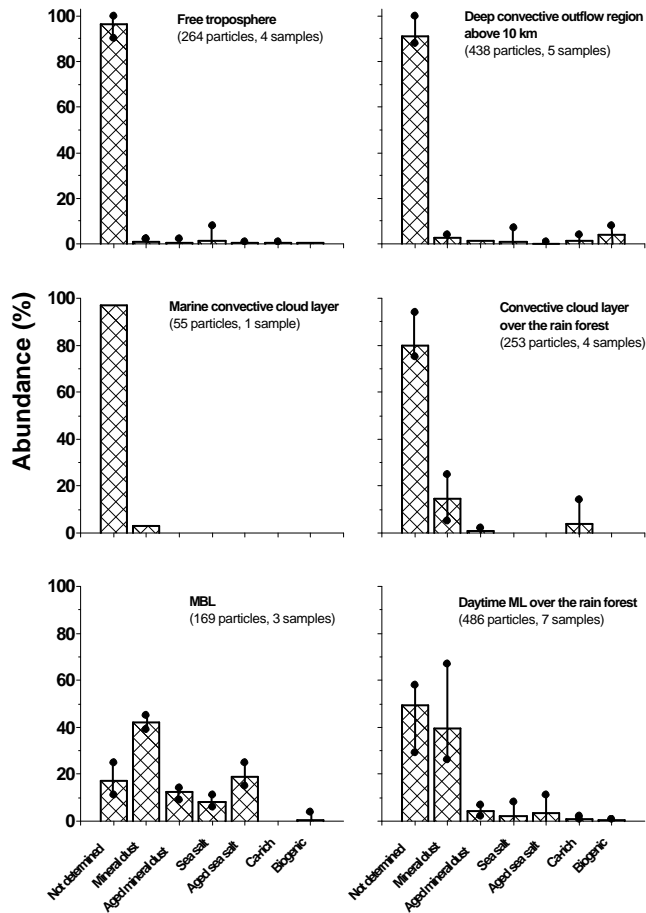 Free troposphere
(264 particles, 4 samples)
100
80
60
40
20
0
Deep convective outflow region
above 10 km
(438 particles, 5 samples)
Abundance (%)
Marine convective cloud layer
(55 particles, 1 sample)
100
80
60
40
20
0
Convective cloud layer
over the rain forest
(253 particles, 4 samples)
MBL
(169 particles, 3 samples)
100
80
60
40
20
0
Daytime ML over the rain forest
(486 particles, 7 samples)
Not determined
Mineral dust
Aged mineral dust
Sea salt
Aged sea salt
Ca-rich
Biogenic
Not determined
Mineral dust
Aged mineral dust
Sea salt
Aged sea salt
Ca-rich
Biogenic